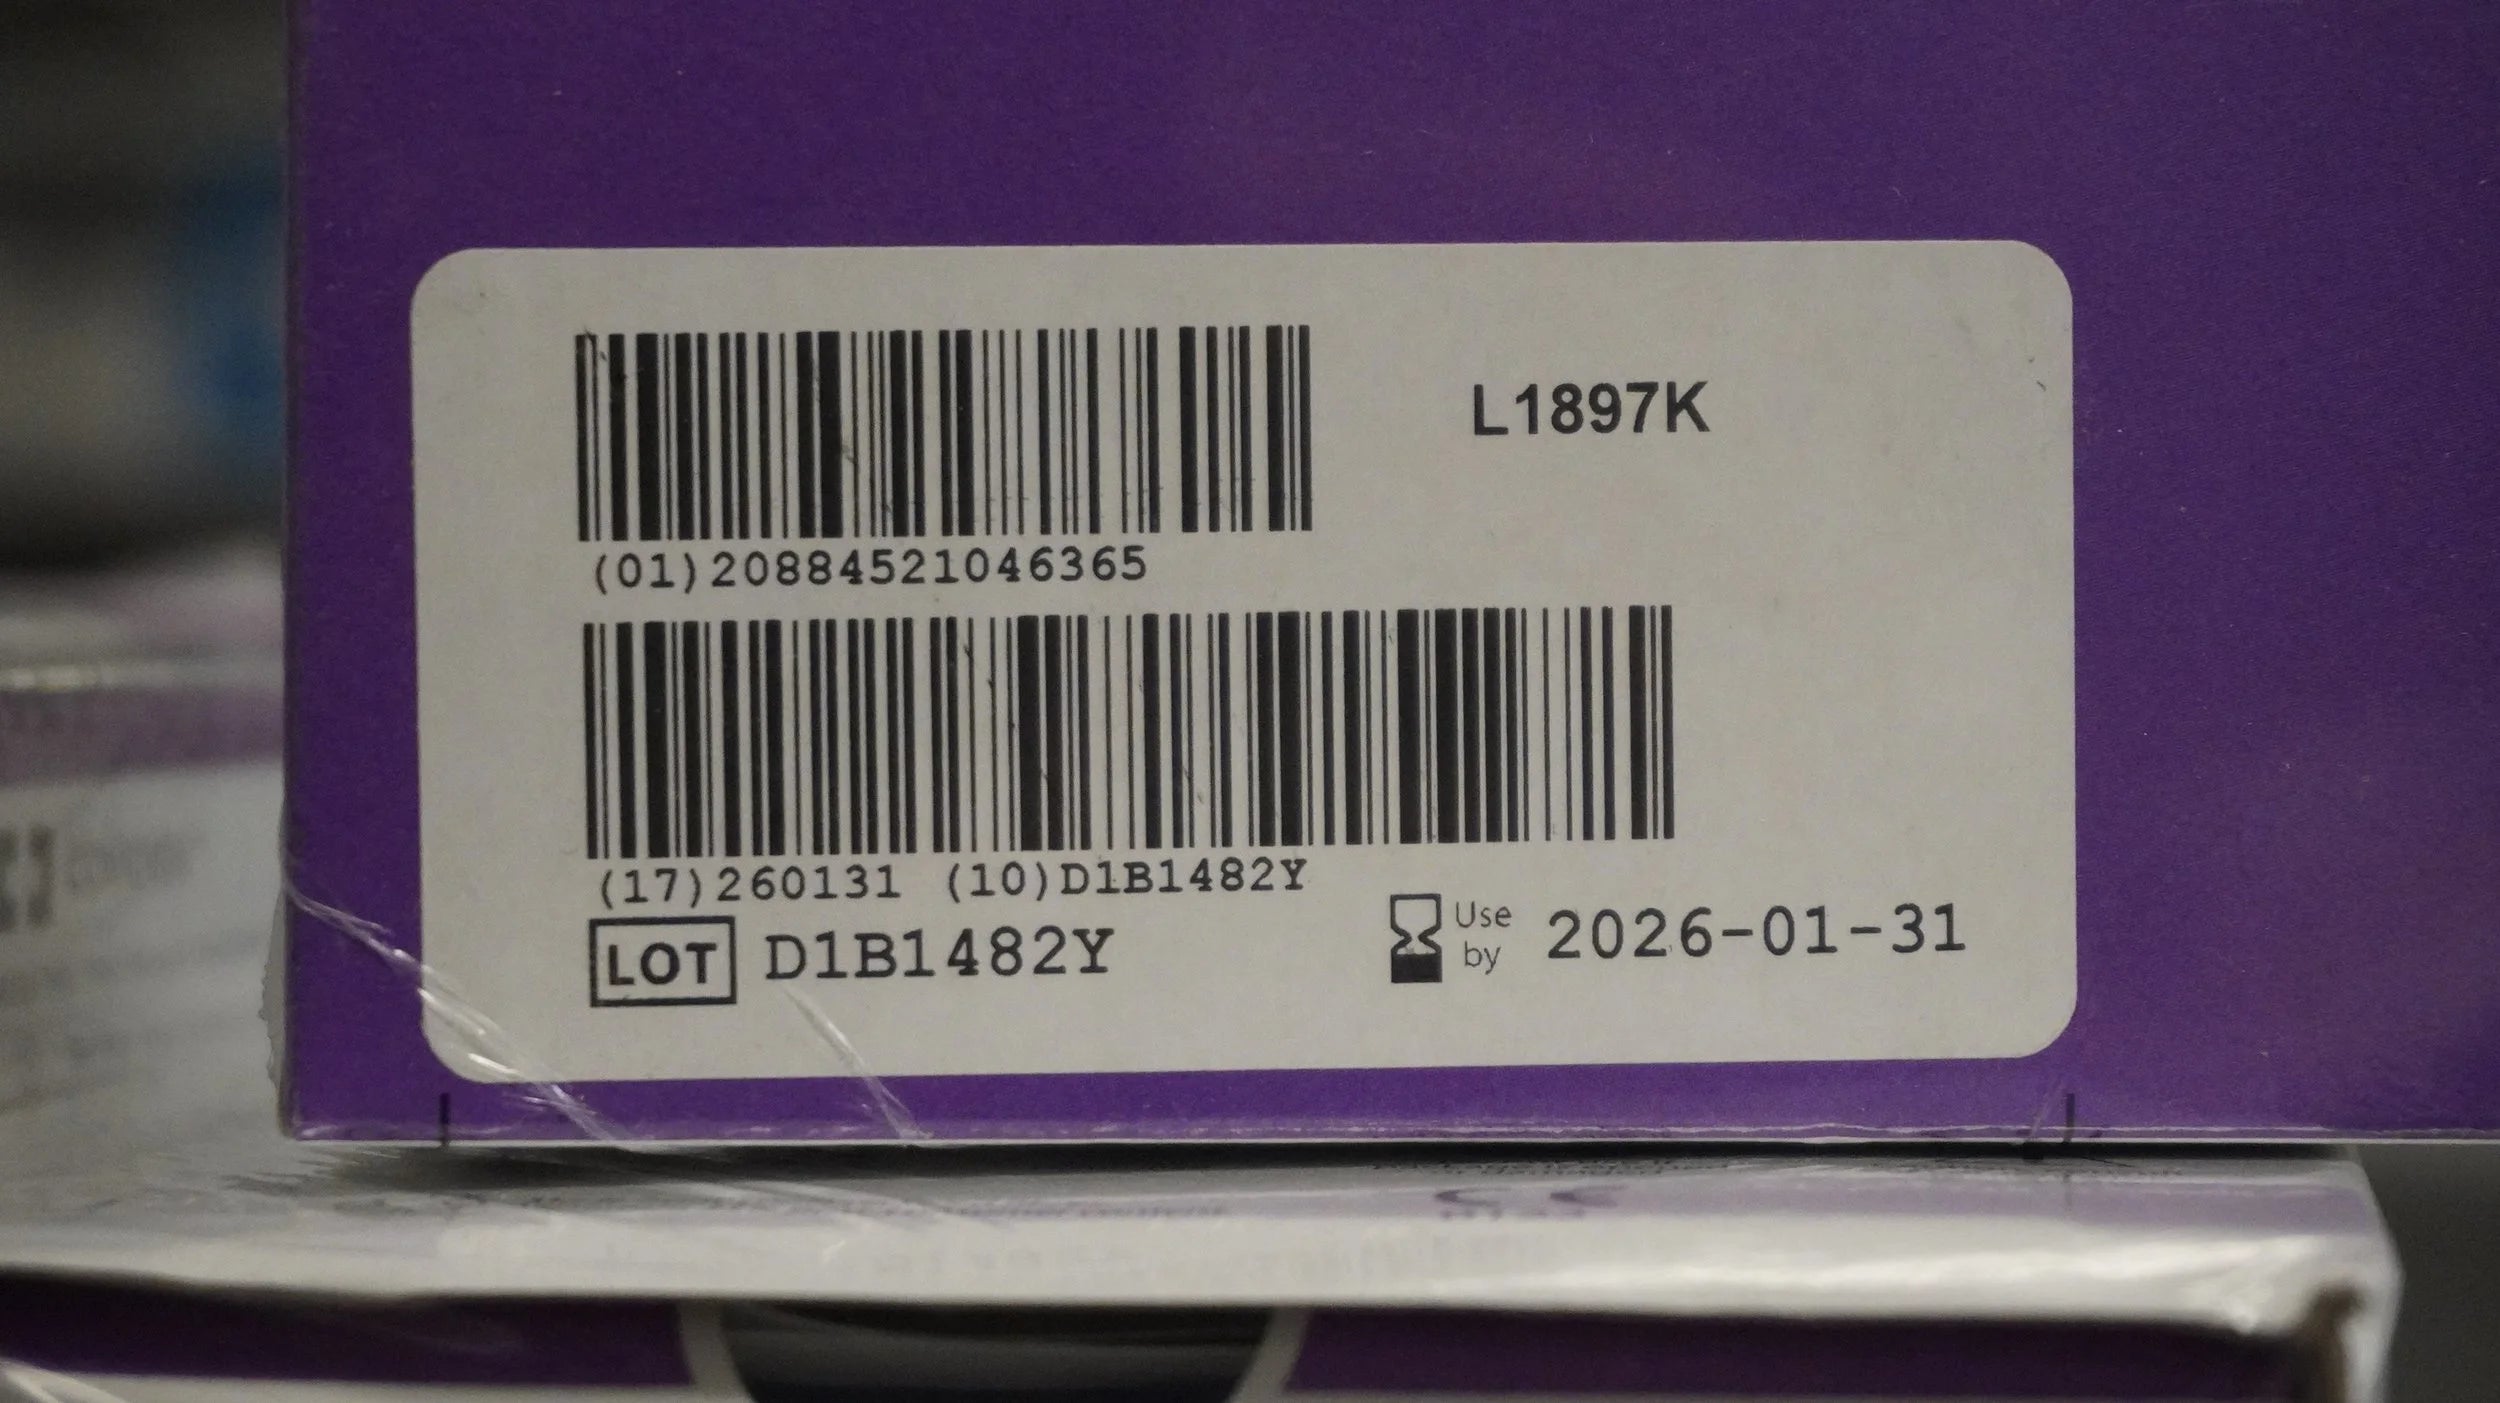 L1897K
(01)20884521046365
(17)260131 (10)D1B1482Y
LOT D1B1482Y
Use by 2026-01-31